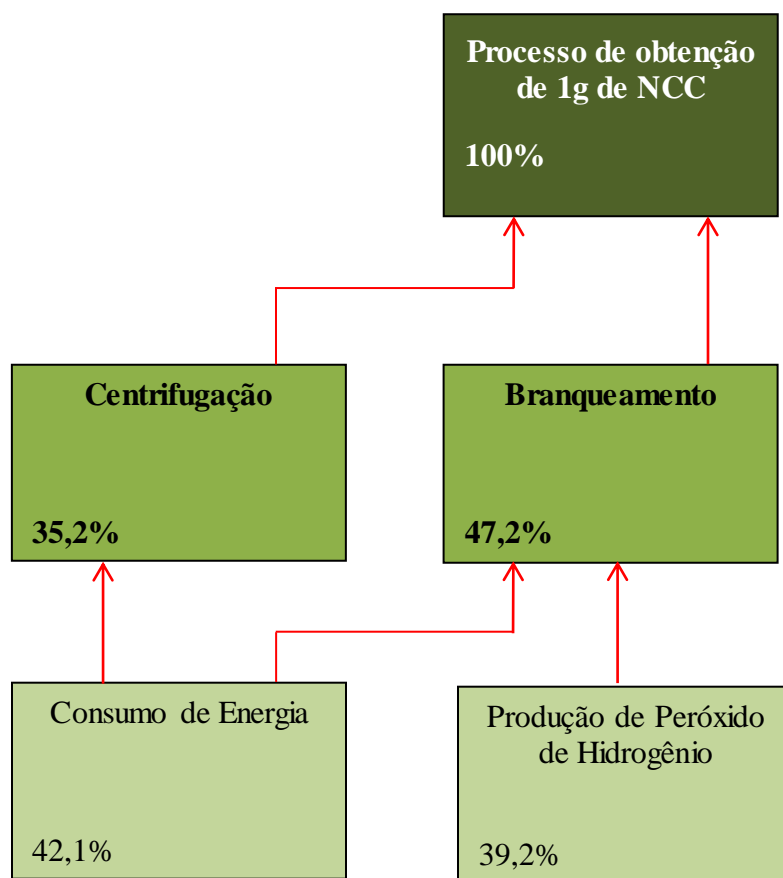 Processo de obtenção
de 1g de NCC
100%
Centrifugação
35,2%
Branqueamento
47,2%
Consumo de Energia
42,1%
Produção de Peróxido
de Hidrogênio
39,2%